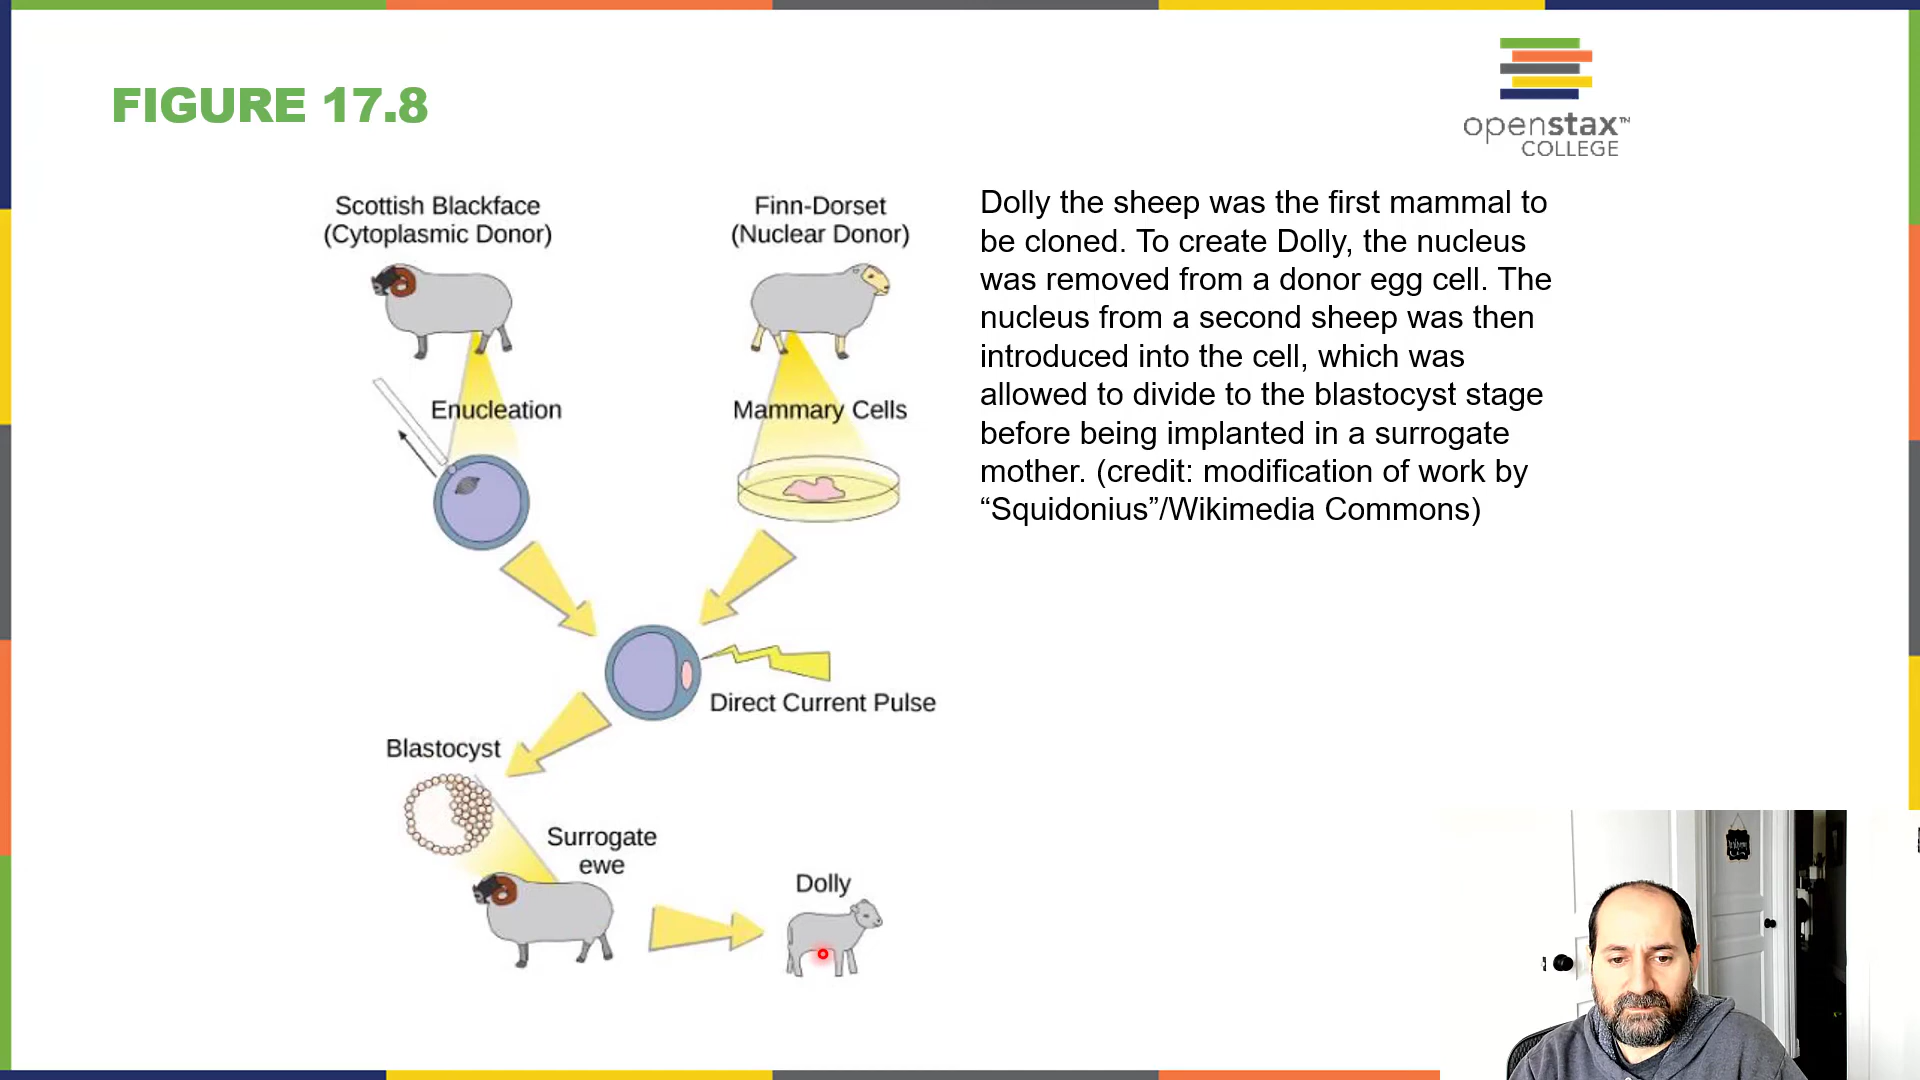 FIGURE 17.8
openstax™
COLLEGE
Scottish Blackface
(Cytoplasmic Donor)
Finn-Dorset
(Nuclear Donor)
Enucleation
Mammary Cells
Direct Current Pulse
Blastocyst
Surrogate
ewe
Dolly
Dolly the sheep was the first mammal to
be cloned. To create Dolly, the nucleus
was removed from a donor egg cell. The
nucleus from a second sheep was then
introduced into the cell, which was
allowed to divide to the blastocyst stage
before being implanted in a surrogate
mother. (credit: modification of work by
“Squidonius”/Wikimedia Commons)